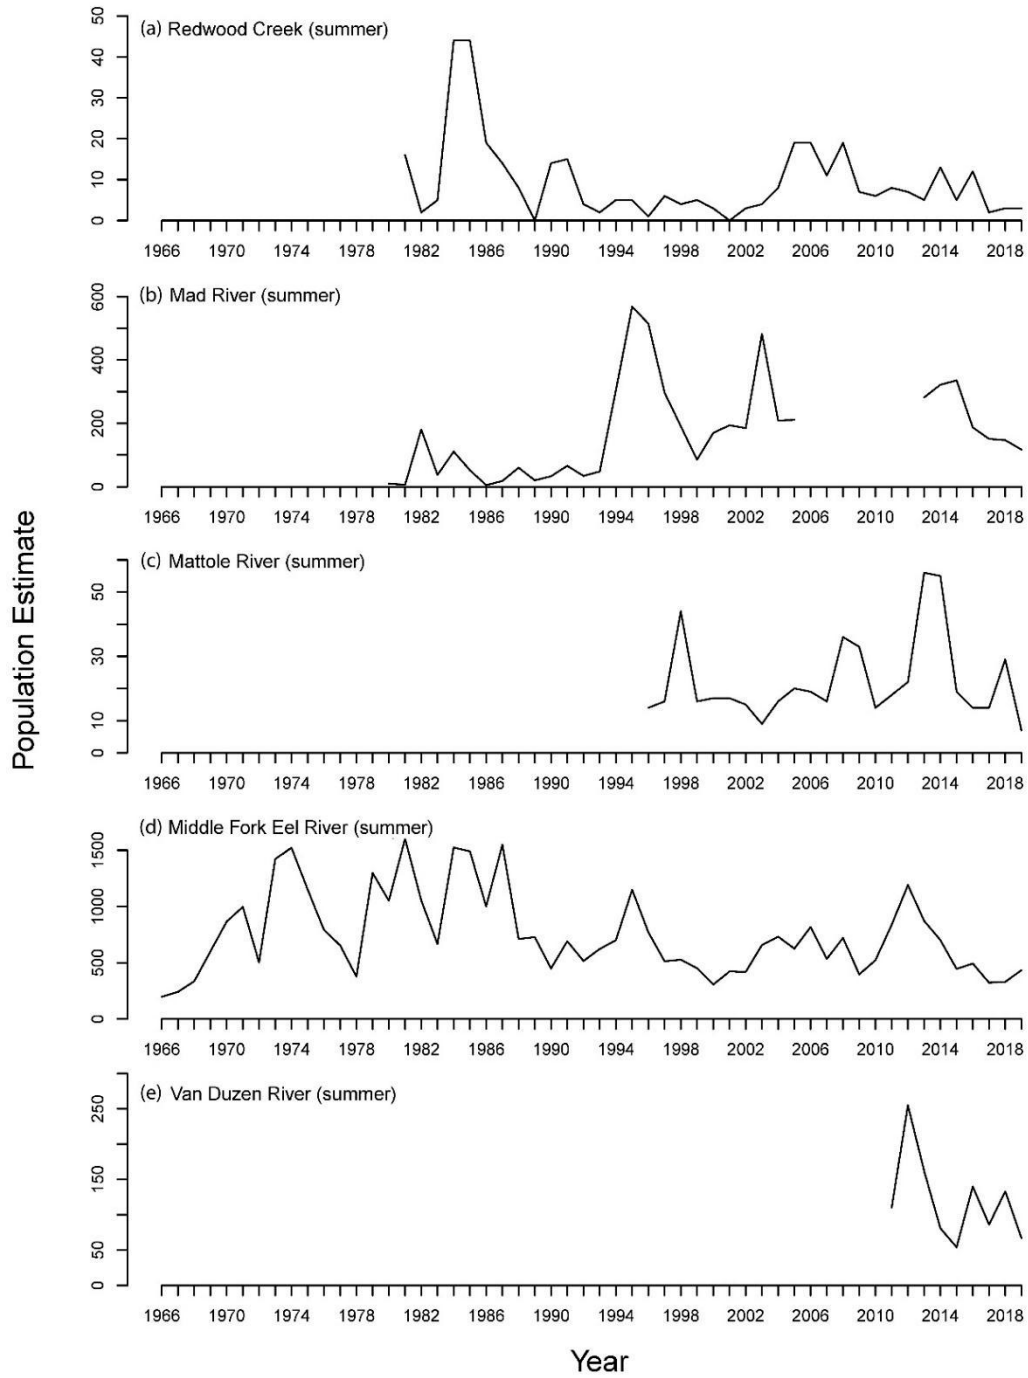 Population Estimate
(a) Redwood Creek (summer)
50
40
30
20
10
0
1966 1970 1974 1978 1982 1986 1990 1994 1998 2002 2006 2010 2014 2018
(b) Mad River (summer)
600
400
200
0
1966 1970 1974 1978 1982 1986 1990 1994 1998 2002 2006 2010 2014 2018
(c) Mattole River (summer)
50
30
10
0
1966 1970 1974 1978 1982 1986 1990 1994 1998 2002 2006 2010 2014 2018
(d) Middle Fork Eel River (summer)
1500
1000
500
0
1966 1970 1974 1978 1982 1986 1990 1994 1998 2002 2006 2010 2014 2018
(e) Van Duzen River (summer)
250
150
50
0
1966 1970 1974 1978 1982 1986 1990 1994 1998 2002 2006 2010 2014 2018
Year